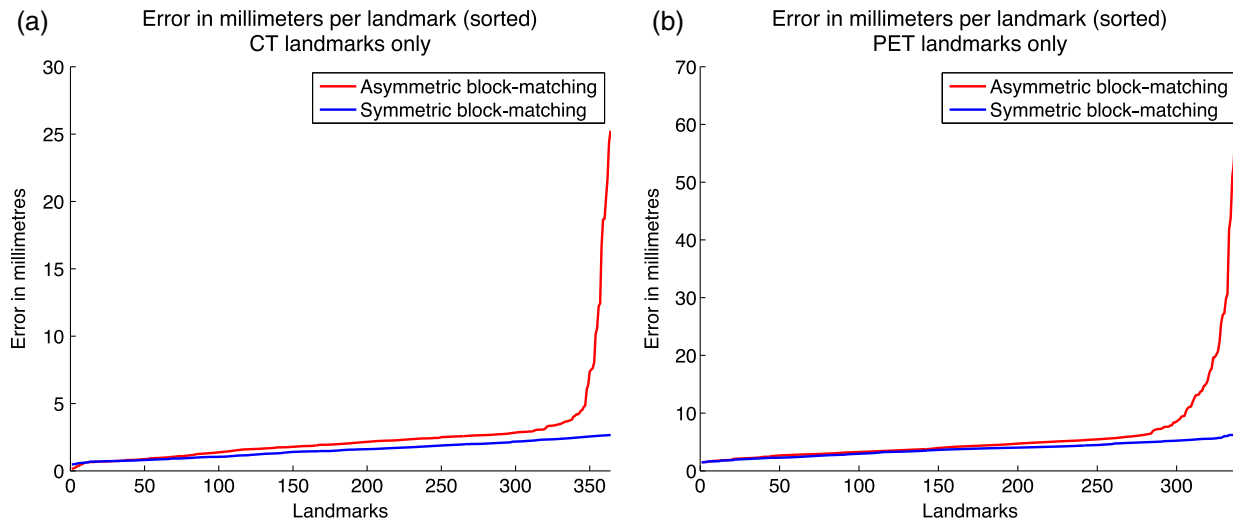 (a)
Error in millimeters per landmark (sorted)
CT landmarks only
30
25
20
15
10
5
0
Error in millimetres
Asymmetric block-matching
Symmetric block-matching
0 50 100 150 200 250 300 350
Landmarks
(b)
Error in millimeters per landmark (sorted)
PET landmarks only
70
60
50
40
30
20
10
0
Error in millimetres
Asymmetric block-matching
Symmetric block-matching
0 50 100 150 200 250 300
Landmarks